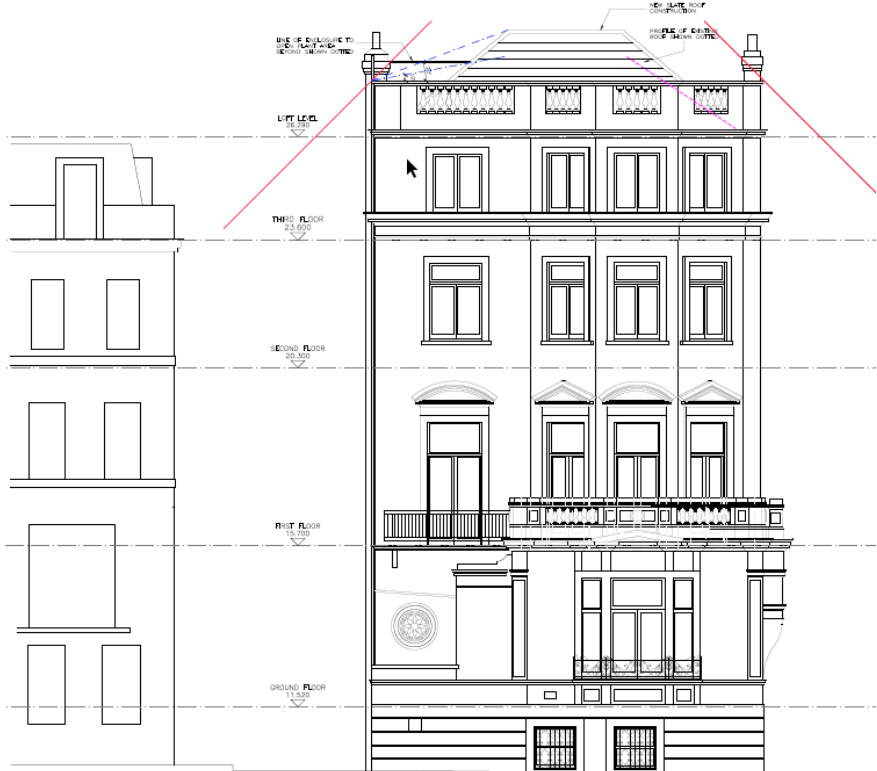 NEW SLATE ROOF
CONSTRUCTION
LINE OF ENCLOSURE TO
OPEN PLANT AREA
BEYOND SHOWN DOTTED
PROFILE OF EXISTING
ROOF SHOWN DOTTED
LOFT LEVEL
26.290
THIRD FLOOR
23.600
SECOND FLOOR
20.300
FIRST FLOOR
15.700
GROUND FLOOR
11.520